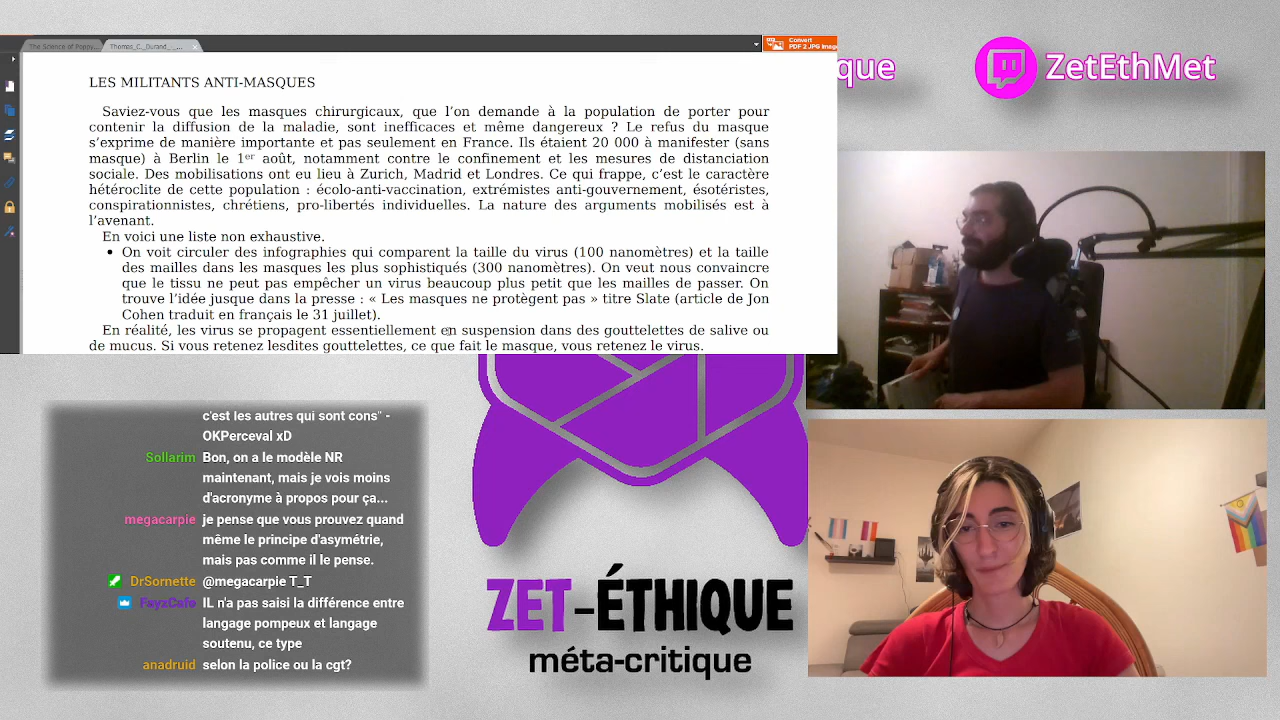 The Science of Poppy...
Thomas_C._Durand_-_...
Convert
PDF 2 JPG Imag
que
ZetEthMet
LES MILITANTS ANTI-MASQUES
Saviez-vous que les masques chirurgicaux, que l’on demande à la population de porter pour
contenir la diffusion de la maladie, sont inefficaces et même dangereux ? Le refus du masque
s’exprime de manière importante et pas seulement en France. Ils étaient 20 000 à manifester (sans
masque) à Berlin le 1er août, notamment contre le confinement et les mesures de distanciation
sociale. Des mobilisations ont eu lieu à Zurich, Madrid et Londres. Ce qui frappe, c’est le caractère
hétéroclite de cette population : écolo-anti-vaccination, extrémistes anti-gouvernement, ésotéristes,
conspirationnistes, chrétiens, pro-libertés individuelles. La nature des arguments mobilisés est à
l’avenant.
En voici une liste non exhaustive.
• On voit circuler des infographies qui comparent la taille du virus (100 nanomètres) et la taille
des mailles dans les masques les plus sophistiqués (300 nanomètres). On veut nous convaincre
que le tissu ne peut pas empêcher un virus beaucoup plus petit que les mailles de passer. On
trouve l’idée jusque dans la presse : « Les masques ne protègent pas » titre Slate (article de Jon
Cohen traduit en français le 31 juillet).
En réalité, les virus se propagent essentiellement en suspension dans des gouttelettes de salive ou
de mucus. Si vous retenez lesdites gouttelettes, ce que fait le masque, vous retenez le virus.
c'est les autres qui sont cons" -
OKPerceval xD
Sollarim Bon, on a le modèle NR
maintenant, mais je vois moins
d'acronyme à propos pour ça...
megacarpie je pense que vous prouvez quand
même le principe d'asymétrie,
mais pas comme il le pense.
DrSornette @megacarpie T_T
FayzCafe IL n'a pas saisi la différence entre
langage pompeux et langage
soutenu, ce type
anadruid selon la police ou la cgt?
ZET-ÉTHIQUE
méta-critique